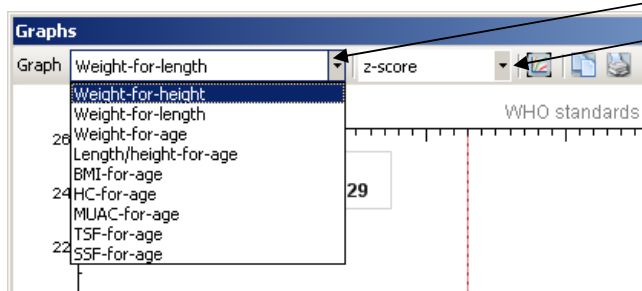 Graphs
Graph Weight-for-length z-score
Weight-for-height
Weight-for-length
WHO standards
Weight-for-age
26
Length/height-for-age
BMI-for-age
24 HC-for-age 29
MUAC-for-age
TSF-for-age
22 SSF-for-age